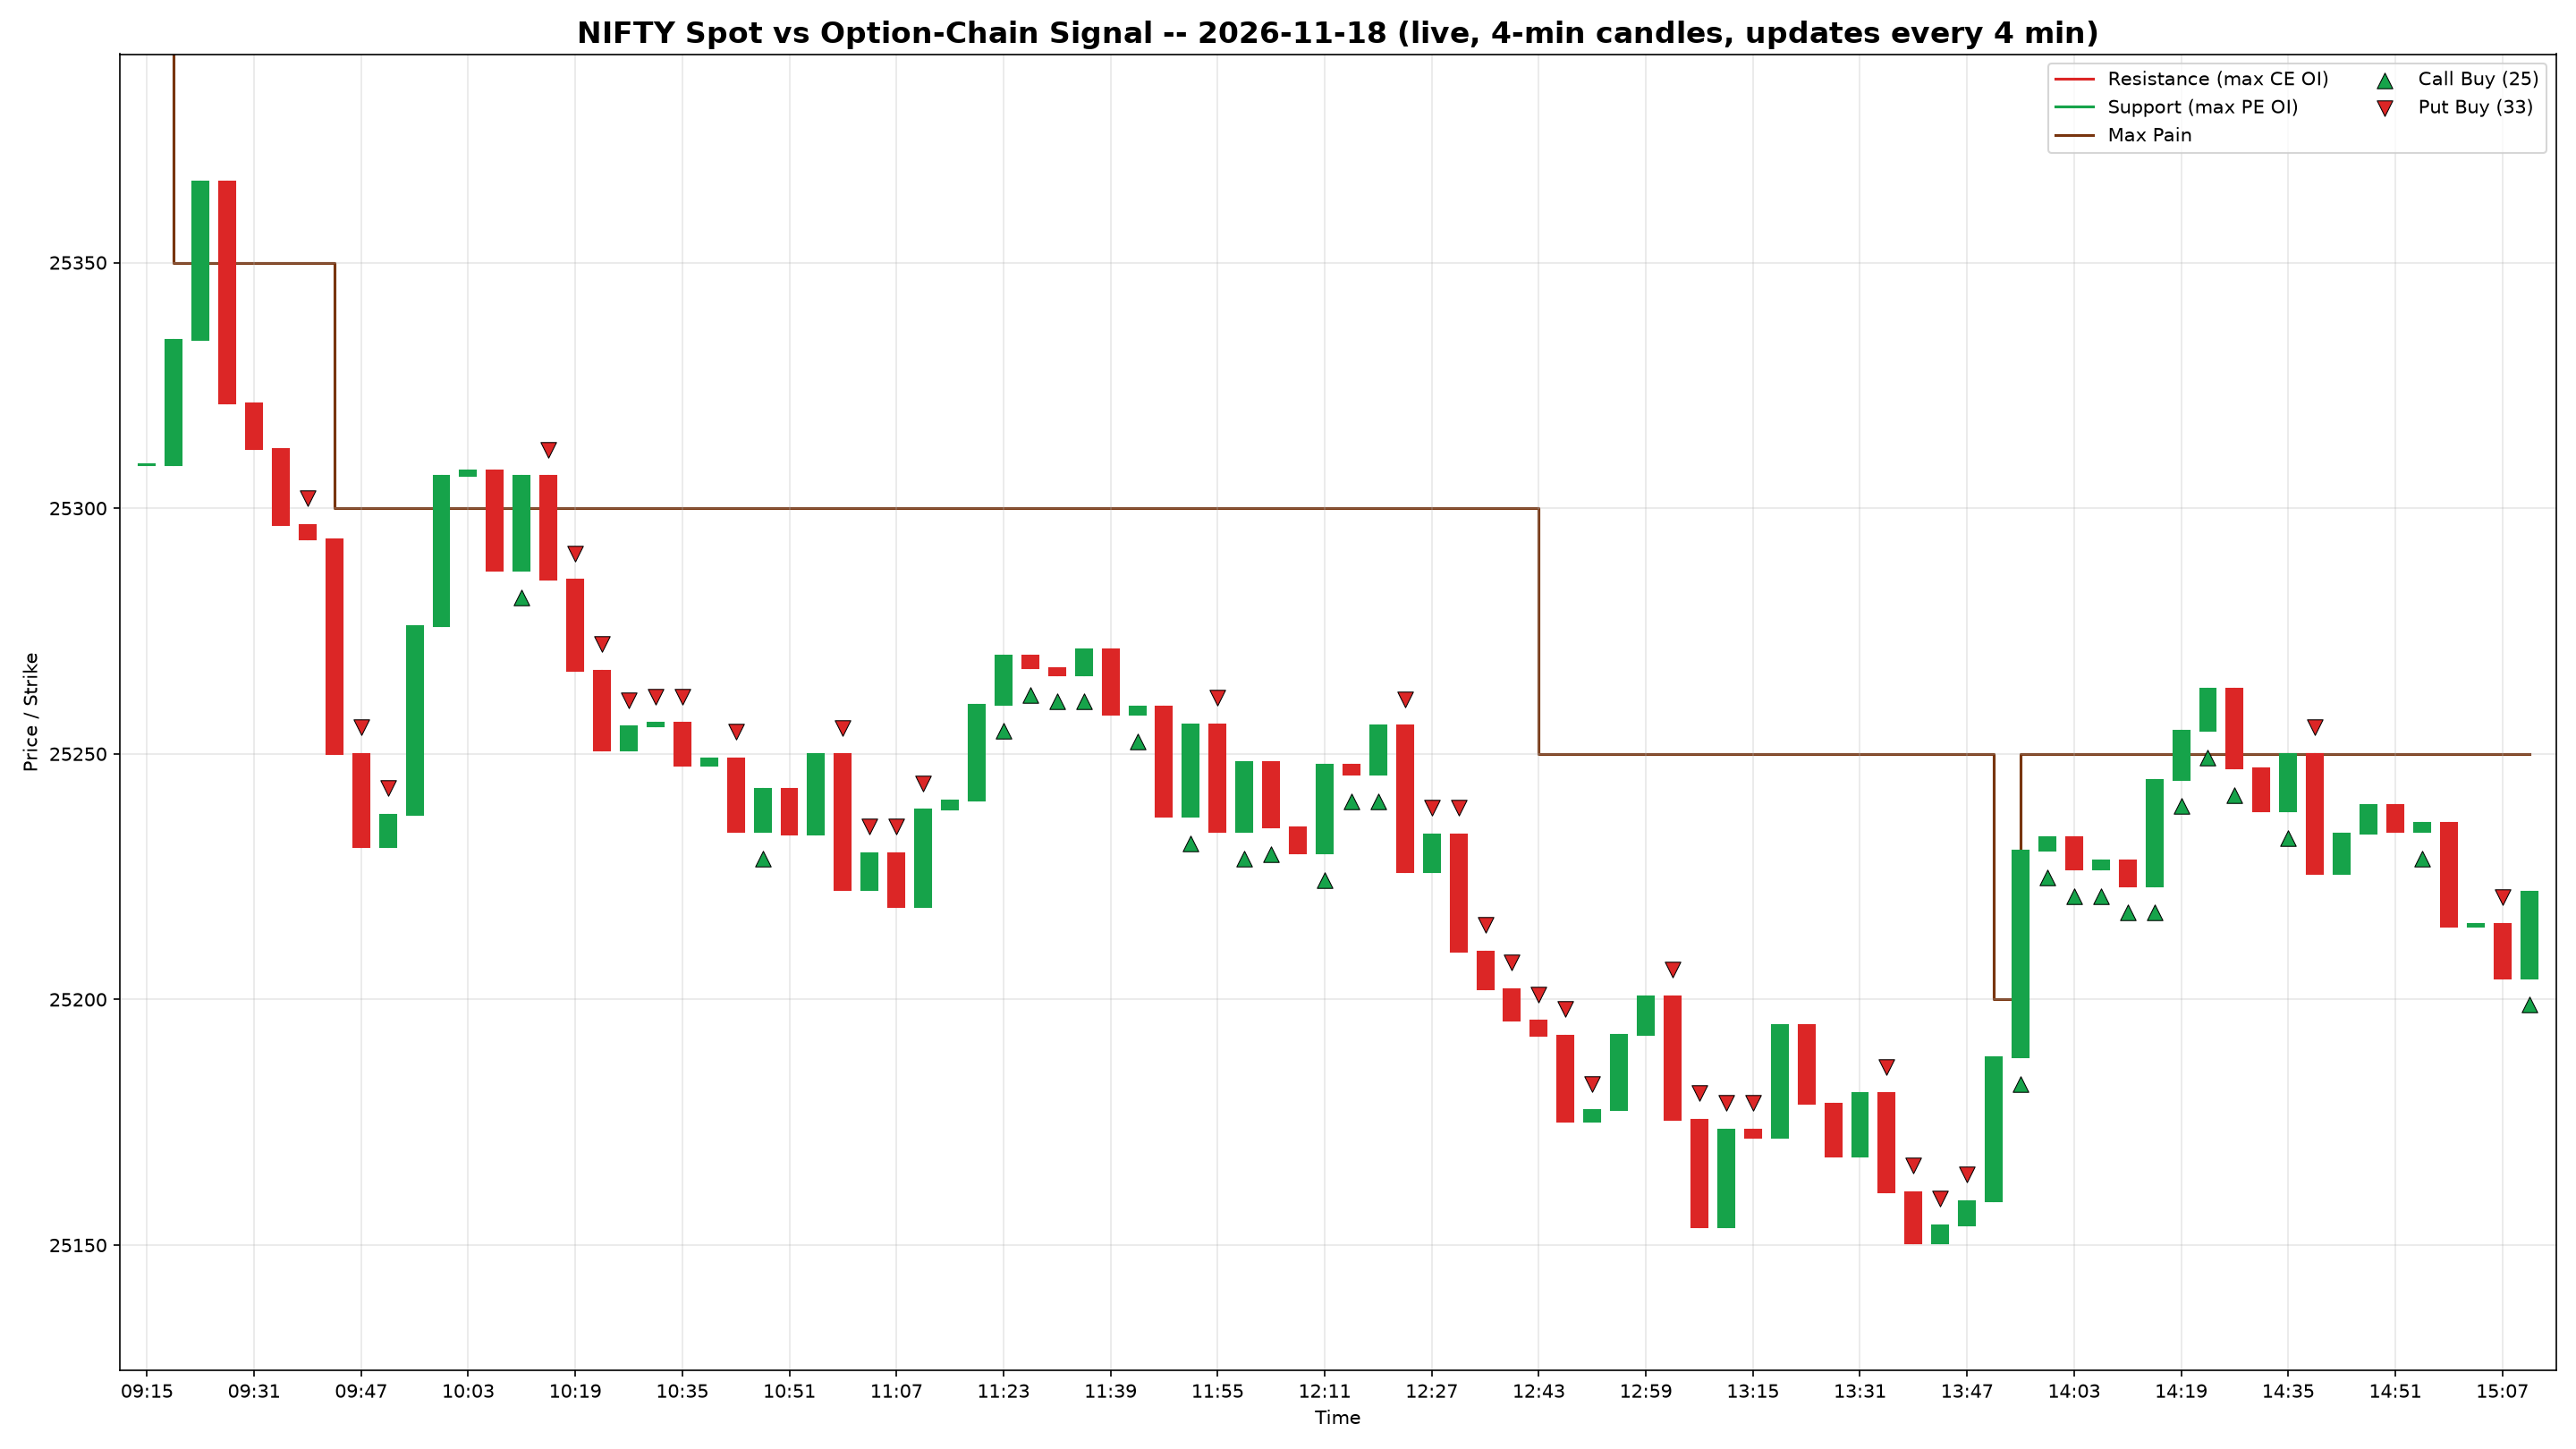 NIFTY Spot vs Option-Chain Signal -- 2026-11-18 (live, 4-min candles, updates every 4 min)
Resistance (max CE OI)
Support (max PE OI)
Max Pain
Call Buy (25)
Put Buy (33)
Price / Strike
25350
25300
25250
25200
25150
09:15 09:31 09:47 10:03 10:19 10:35 10:51 11:07 11:23 11:39 11:55 12:11 12:27 12:43 12:59 13:15 13:31 13:47 14:03 14:19 14:35 14:51 15:07
Time